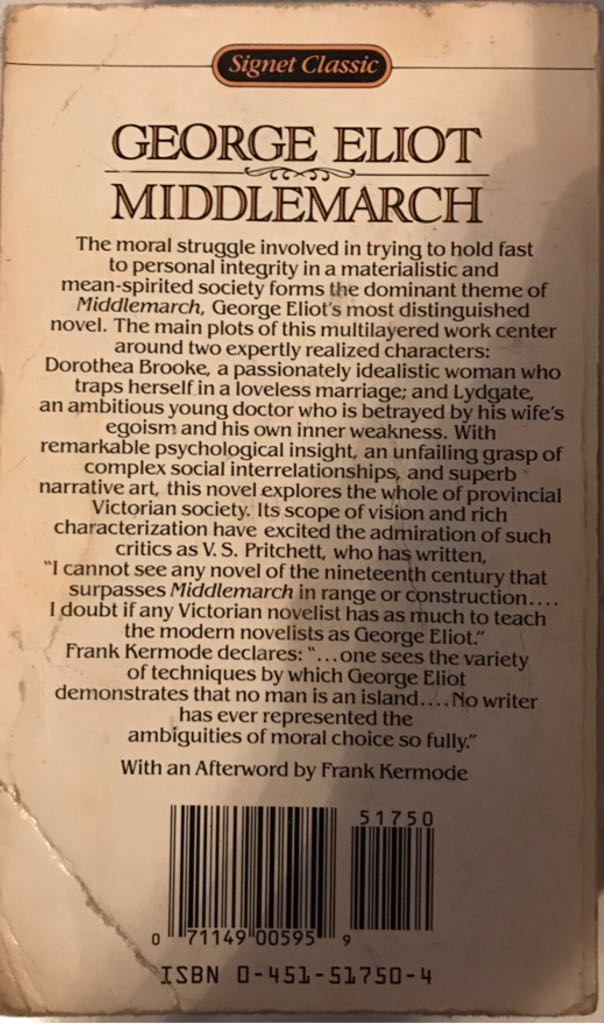 Signet Classic
GEORGE ELIOT
MIDDLEMARCH
The moral struggle involved in trying to hold fast
to personal integrity in a materialistic and
mean-spirited society forms the dominant theme of
Middlemarch, George Eliot's most distinguished
novel. The main plots of this multilayered work center
around two expertly realized characters:
Dorothea Brooke, a passionately idealistic woman who
traps herself in a loveless marriage; and Lydgate,
an ambitious young doctor who is betrayed by his wife's
egoism and his own inner weakness. With
remarkable psychological insight, an unfailing grasp of
complex social interrelationships, and superb
narrative art, this novel explores the whole of provincial
Victorian society. Its scope of vision and rich
characterization have excited the admiration of such
critics as V. S. Pritchett, who has written,
"I cannot see any novel of the nineteenth century that
surpasses Middlemarch in range or construction....
I doubt if any Victorian novelist has as much to teach
the modern novelists as George Eliot."
Frank Kermode declares: "...one sees the variety
of techniques by which George Eliot
demonstrates that no man is an island....No writer
has ever represented the
ambiguities of moral choice so fully."
With an Afterword by Frank Kermode
51750
0 71149 00595 9
ISBN 0-451-51750-4